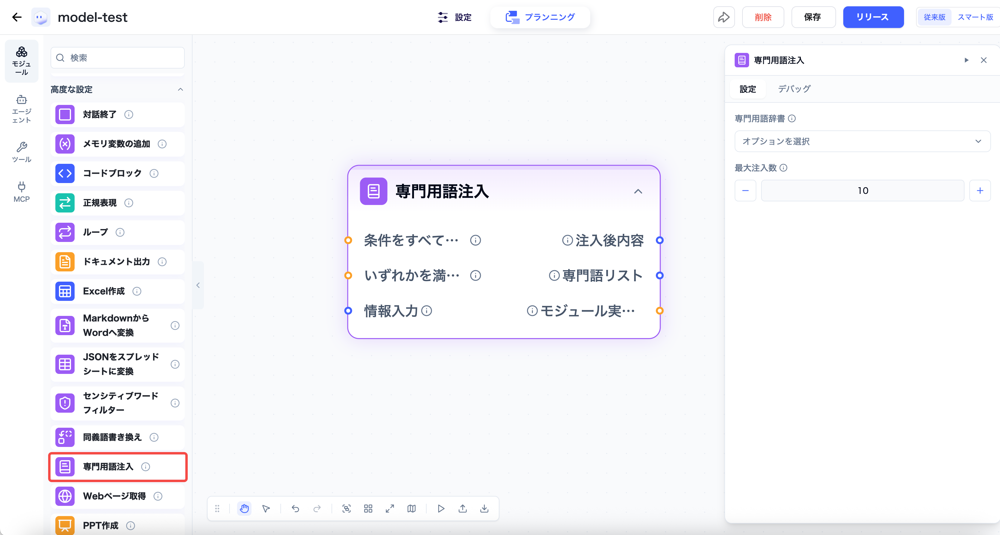 model-test
設定
プランニング
削除
保存
リリース
従来版
スマート版
モジュ
ール
エージ
ェント
ツール
MCP
検索
高度な設定
対話終了
メモリ変数の追加
コードブロック
正規表現
ループ
ドキュメント出力
Excel作成
Markdownから
Wordへ変換
JSONをスプレッド
シートに変換
センシティブワード
フィルター
同義語書き換え
専門用語注入
Webページ取得
PPT作成
専門用語注入
条件をすべて…
注入後内容
いずれかを満…
専門語リスト
情報入力
モジュール実…
専門用語注入
設定
デバッグ
専門用語辞書
オプションを選択
最大注入数
10